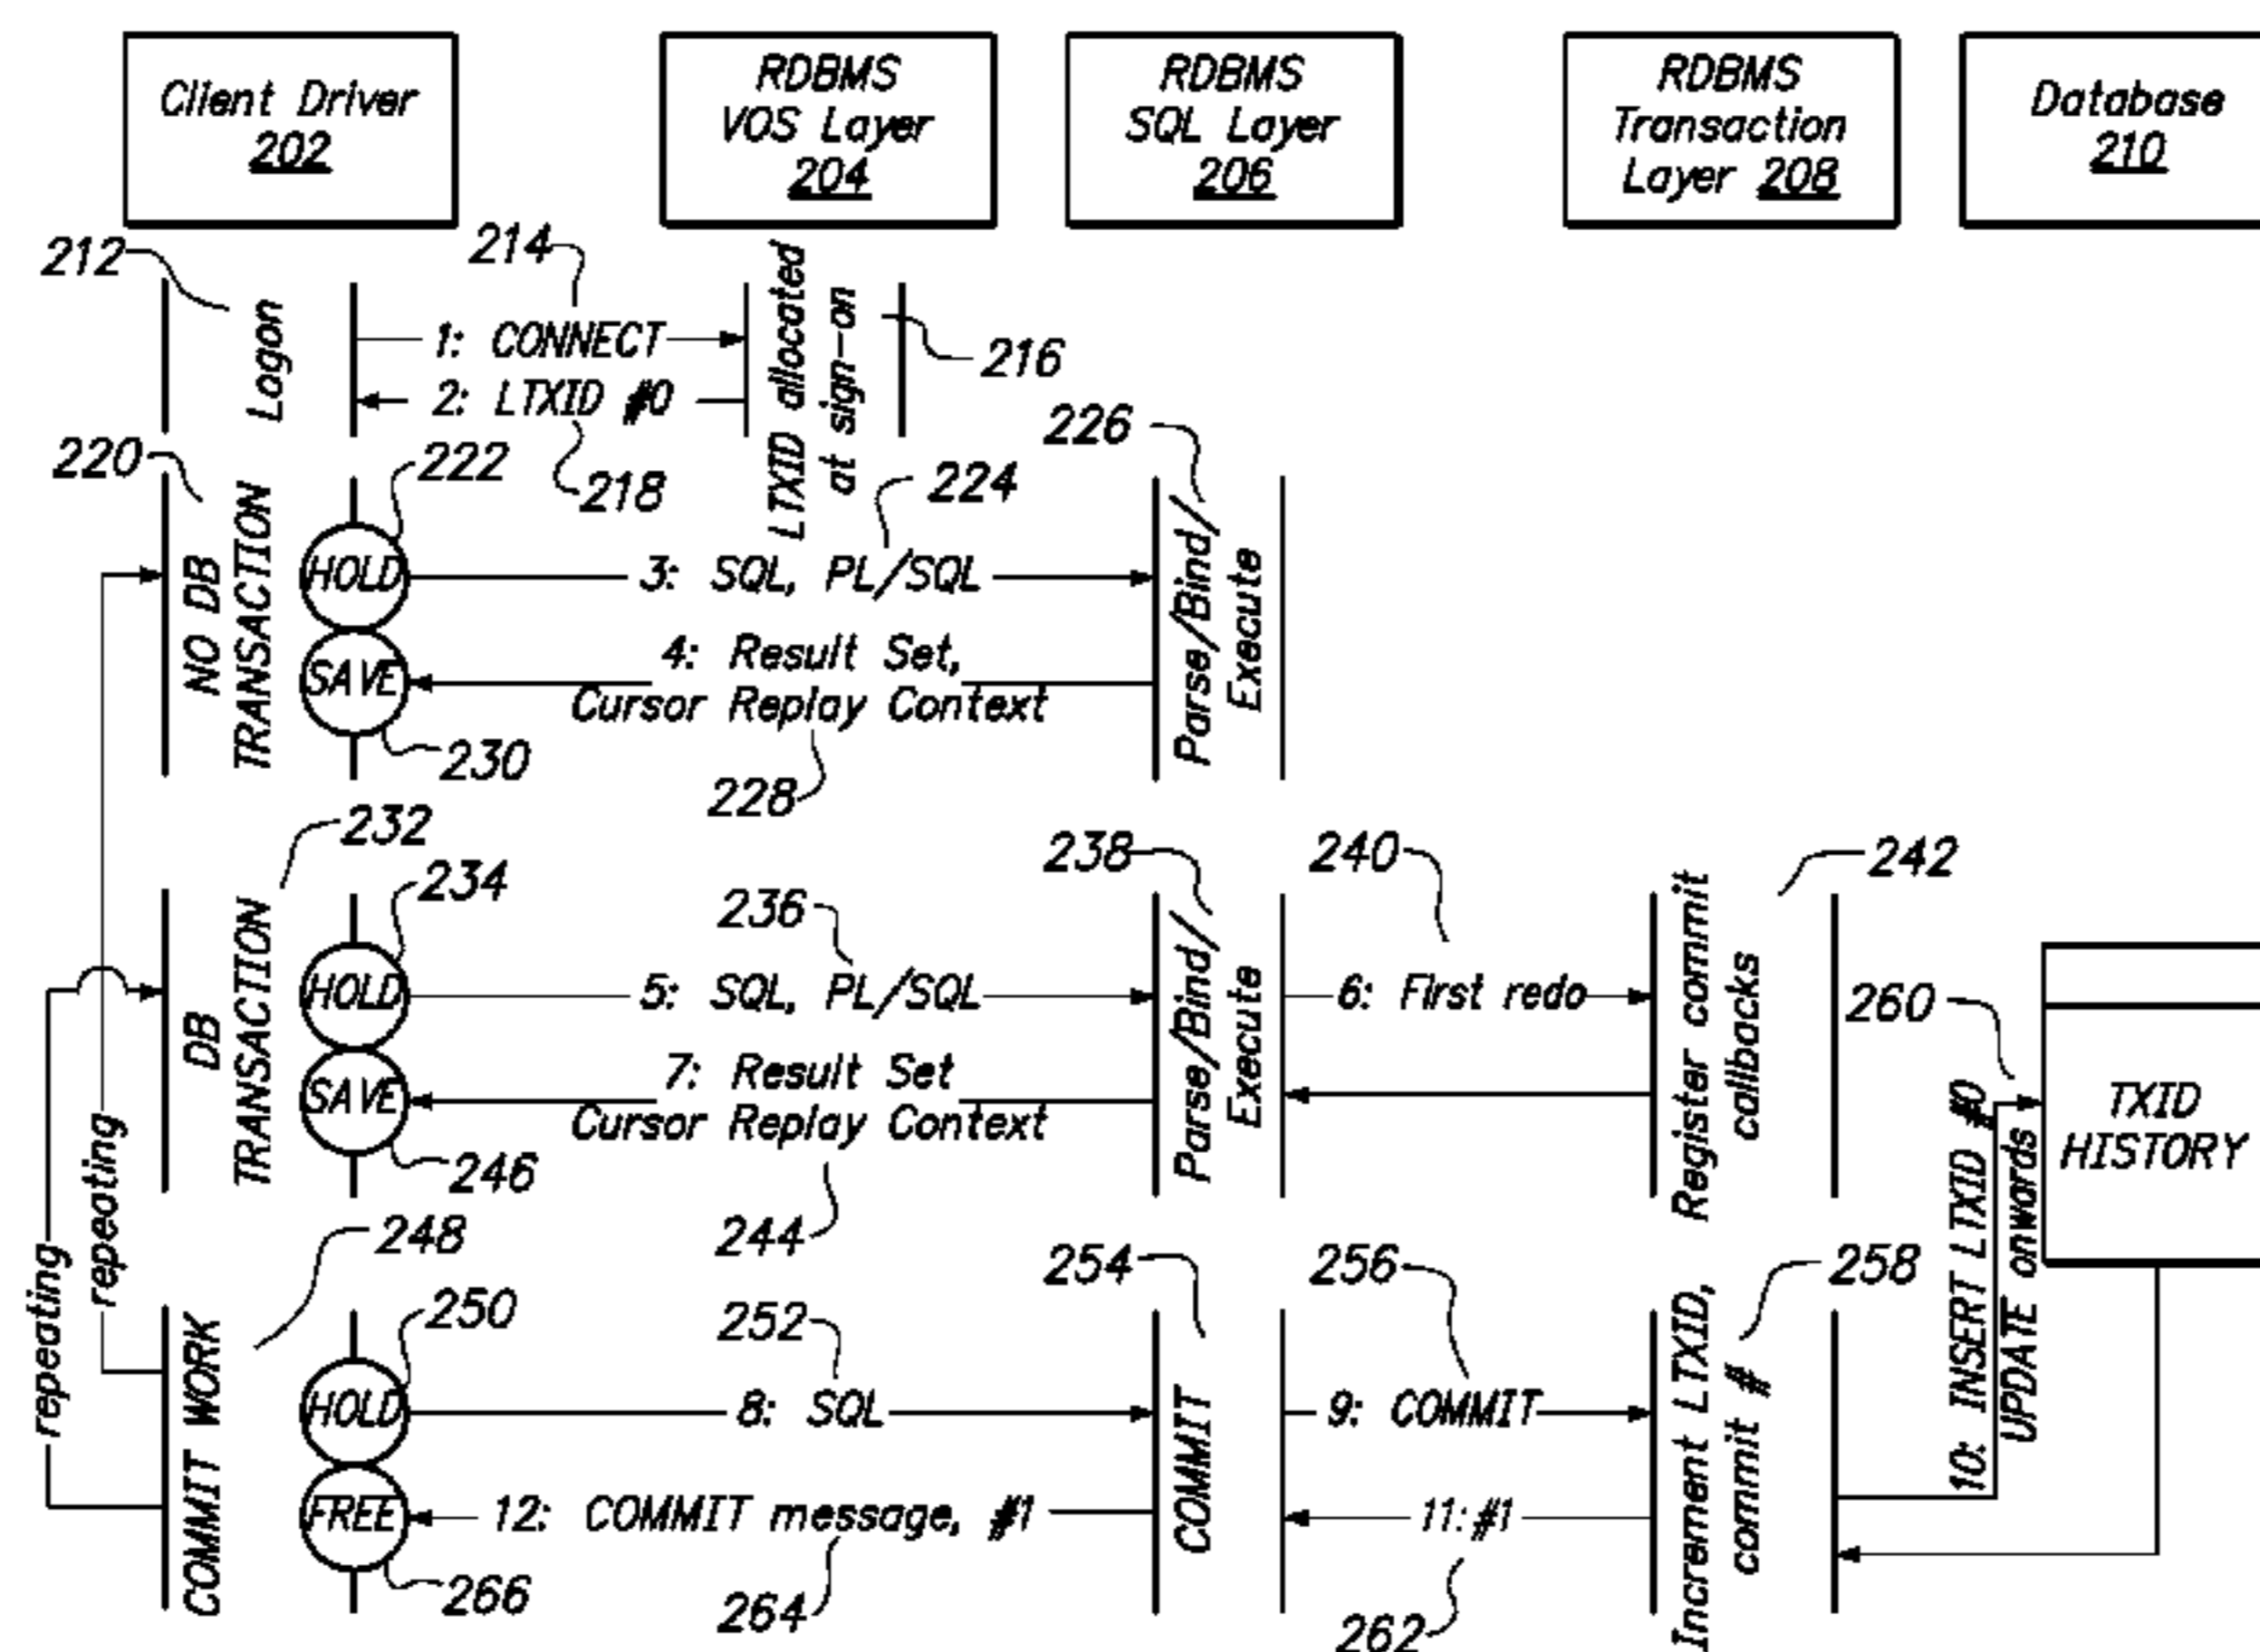 Client Driver
202
RDBMS
VOS Layer
204
RDBMS
SQL Layer
206
RDBMS
Transaction
Layer 208
Database
210
212
Logon
214
1: CONNECT
2: LTXID #0
218
LTXID allocated
at sign-on
216
220
NO DB
TRANSACTION
222
HOLD
224
3: SQL, PL/SQL
226
Parse/Bind/
Execute
SAVE
4: Result Set,
Cursor Replay Context
230
228
232
DB
TRANSACTION
234
HOLD
236
5: SQL, PL/SQL
238
Parse/Bind/
Execute
240
6: First redo
242
Register commit
callbacks
SAVE
7: Result Set
Cursor Replay Context
246
244
260
TXID
HISTORY
10: INSERT LTXID #0
UPDATE onwards
repeating
repeating
248
COMMIT WORK
250
HOLD
252
8: SQL
254
COMMIT
256
9: COMMIT
258
Increment LTXID,
commit #
FREE
12: COMMIT message, #1
11:#1
266
264
262